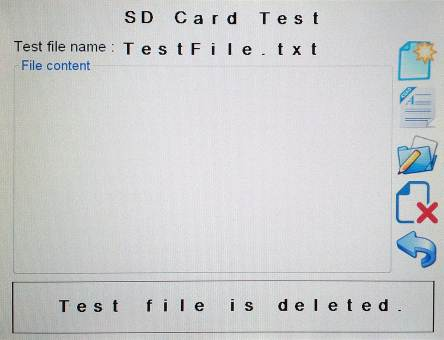 SD Card Test
Test file name : TestFile.txt
File content
Test file is deleted.